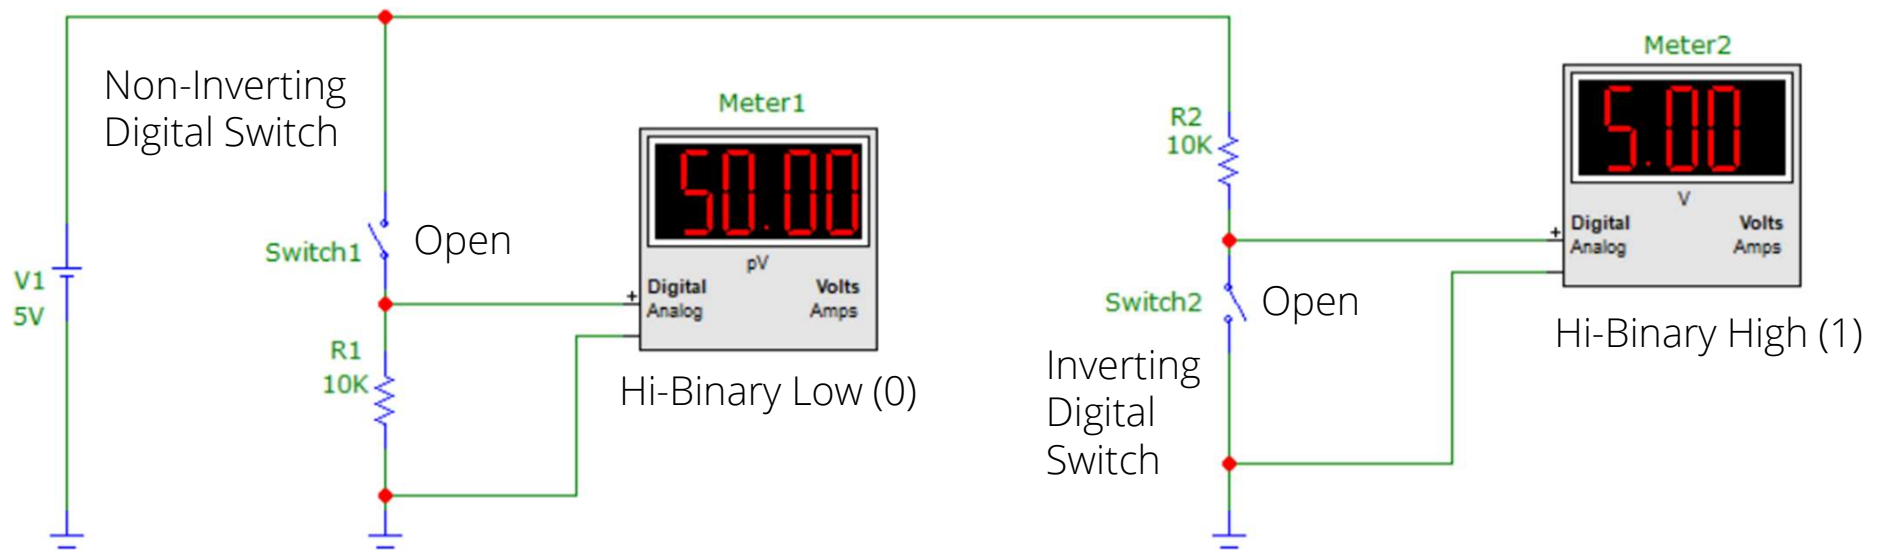 Non-Inverting
Digital Switch
V1
5V
Switch1
Open
R1
10K
Meter1
50.00
pV
+
Digital Volts
Analog Amps
Hi-Binary Low (0)
R2
10K
Switch2
Open
Inverting
Digital
Switch
Meter2
5.00
V
+
Digital Volts
Analog Amps
Hi-Binary High (1)